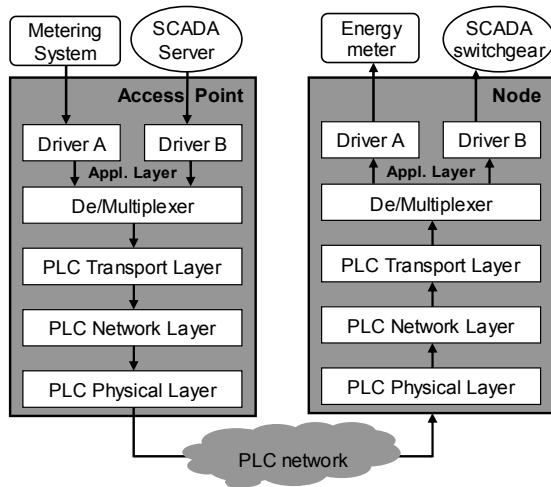 Metering
System
SCADA
Server
Energy
meter
SCADA
switchgear
Access Point
Node
Driver A
Driver B
Driver A
Driver B
Appl. Layer
Appl. Layer
De/Multiplexer
De/Multiplexer
PLC Transport Layer
PLC Transport Layer
PLC Network Layer
PLC Network Layer
PLC Physical Layer
PLC Physical Layer
PLC network